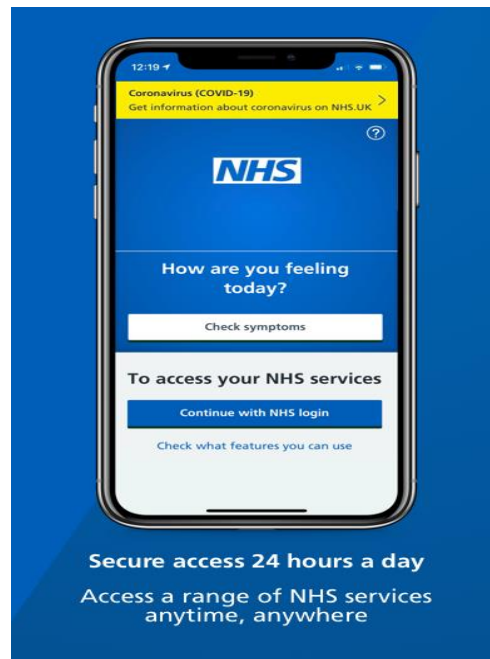 12:19
Coronavirus (COVID-19)
Get information about coronavirus on NHS.UK
?
NHS
How are you feeling
today?
Check symptoms
To access your NHS services
Continue with NHS login
Check what features you can use
Secure access 24 hours a day
Access a range of NHS services
anytime, anywhere